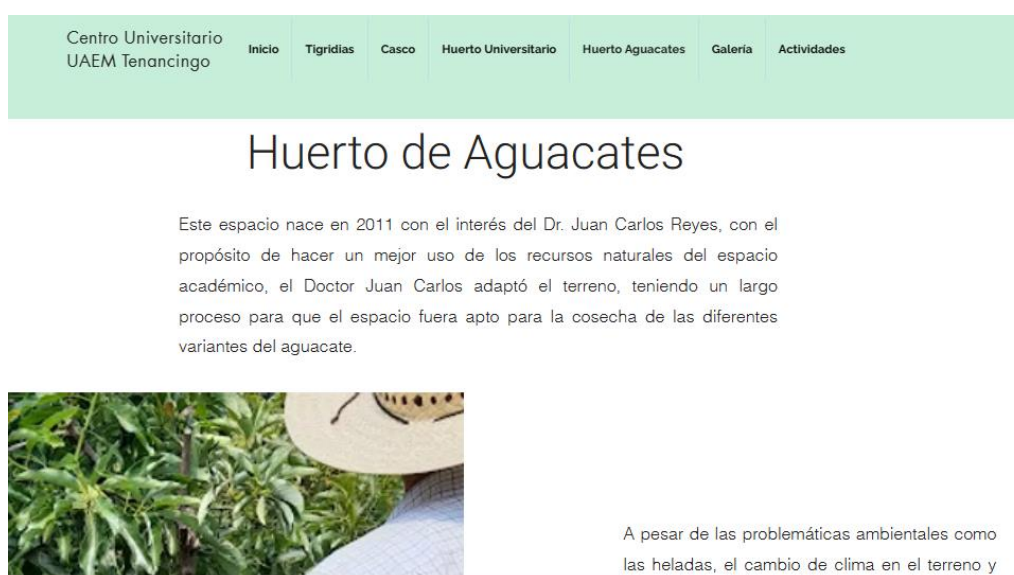 Centro Universitario
UAEM Tenancingo
Inicio Tigridias Casco Huerto Universitario Huerto Aguacates Galería Actividades
Huerto de Aguacates
Este espacio nace en 2011 con el interés del Dr. Juan Carlos Reyes, con el
propósito de hacer un mejor uso de los recursos naturales del espacio
académico, el Doctor Juan Carlos adaptó el terreno, teniendo un largo
proceso para que el espacio fuera apto para la cosecha de las diferentes
variantes del aguacate.
A pesar de las problemáticas ambientales como
las heladas, el cambio de clima en el terreno y